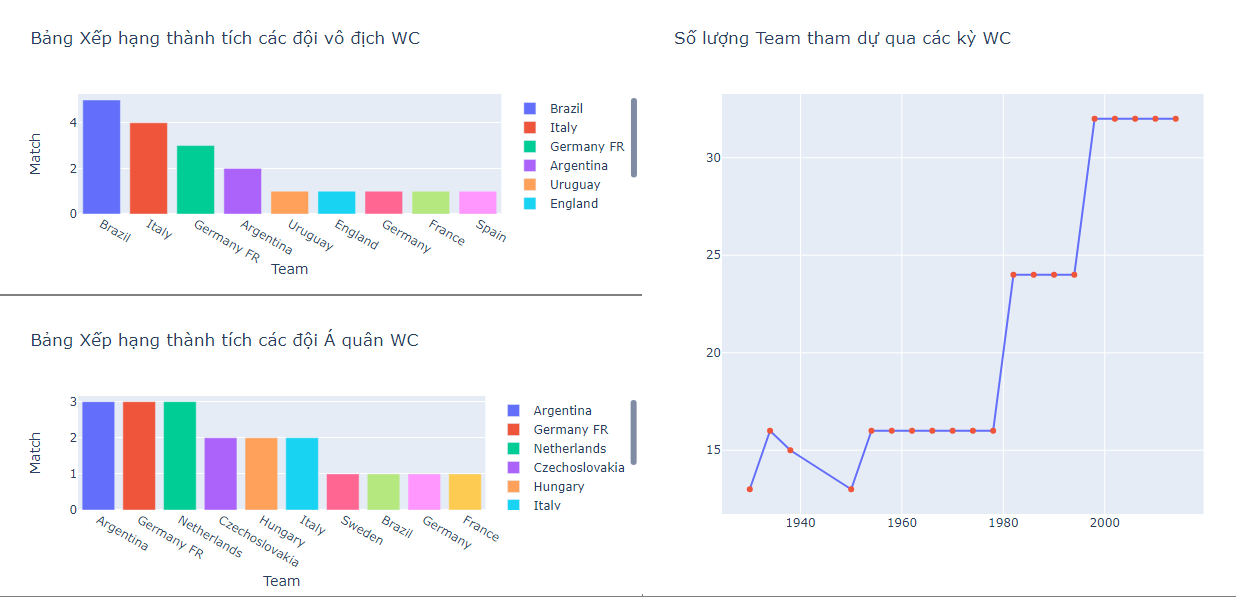 Bảng Xếp hạng thành tích các đội vô địch WC
Match
4
2
0
Brazil
Italy
Germany FR
Argentina
Uruguay
England
Germany
France
Spain
Team
Brazil
Italy
Germany FR
Argentina
Uruguay
England
Bảng Xếp hạng thành tích các đội Á quân WC
Match
3
2
1
0
Argentina
Germany FR
Netherlands
Czechoslovakia
Hungary
Italy
Sweden
Brazil
Germany
France
Team
Argentina
Germany FR
Netherlands
Czechoslovakia
Hungary
Italy
Số lượng Team tham dự qua các kỳ WC
30
25
20
15
1940
1960
1980
2000